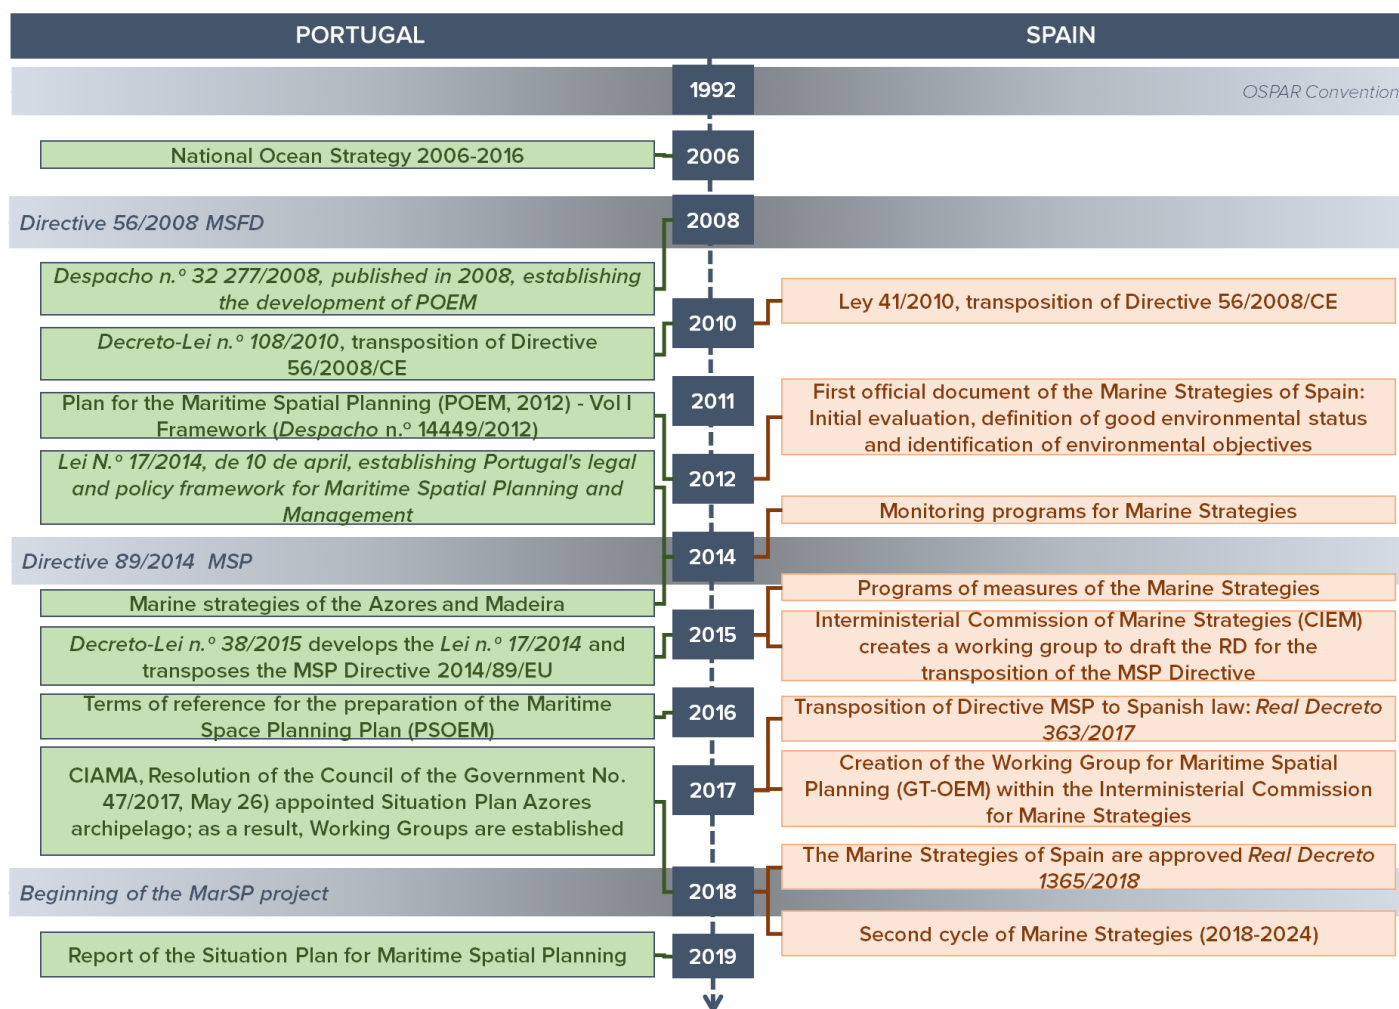 PORTUGAL
SPAIN
1992
OSPAR Convention
National Ocean Strategy 2006-2016
2006
Directive 56/2008 MSFD
2008
Despacho n.º 32 277/2008, published in 2008, establishing
the development of POEM
2010
Ley 41/2010, transposition of Directive 56/2008/CE
Decreto-Lei n.º 108/2010, transposition of Directive
56/2008/CE
2011
Plan for the Maritime Spatial Planning (POEM, 2012) - Vol I
Framework (Despacho n.º 14449/2012)
First official document of the Marine Strategies of Spain:
Initial evaluation, definition of good environmental status
and identification of environmental objectives
2012
Lei N.º 17/2014, de 10 de april, establishing Portugal's legal
and policy framework for Maritime Spatial Planning and
Management
Monitoring programs for Marine Strategies
Directive 89/2014  MSP
2014
Marine strategies of the Azores and Madeira
Programs of measures of the Marine Strategies
2015
Decreto-Lei n.º 38/2015 develops the Lei n.º 17/2014 and
transposes the MSP Directive 2014/89/EU
Interministerial Commission of Marine Strategies (CIEM)
creates a working group to draft the RD for the
transposition of the MSP Directive
Terms of reference for the preparation of the Maritime
Space Planning Plan (PSOEM)
2016
Transposition of Directive MSP to Spanish law: Real Decreto
363/2017
CIAMA, Resolution of the Council of the Government No.
47/2017, May 26) appointed Situation Plan Azores
archipelago; as a result, Working Groups are established
2017
Creation of the Working Group for Maritime Spatial
Planning (GT-OEM) within the Interministerial Commission
for Marine Strategies
Beginning of the MarSP project
2018
The Marine Strategies of Spain are approved Real Decreto
1365/2018
Second cycle of Marine Strategies (2018-2024)
Report of the Situation Plan for Maritime Spatial Planning
2019